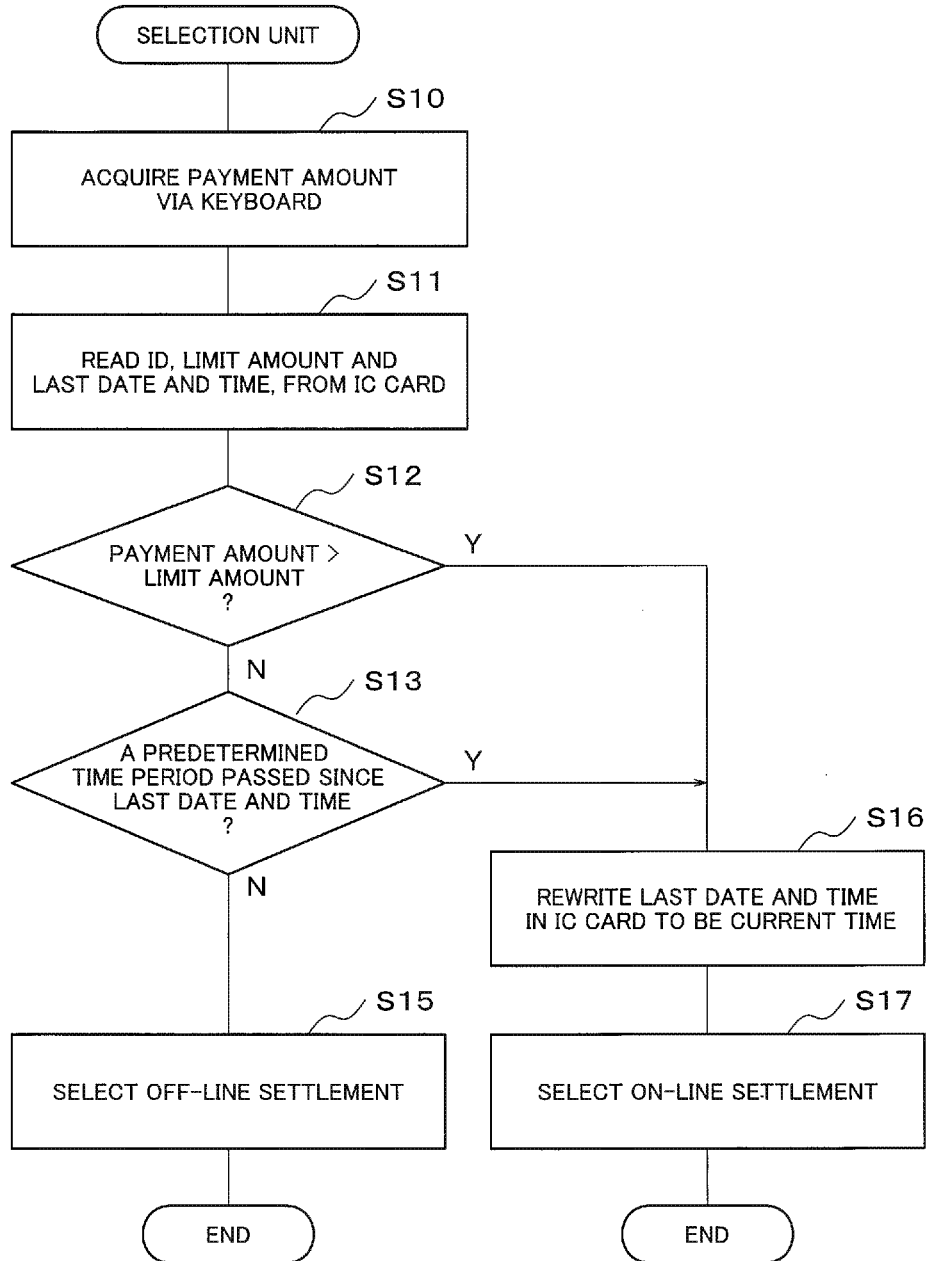 SELECTION UNIT
S10
ACQUIRE PAYMENT AMOUNT
VIA KEYBOARD
S11
READ ID, LIMIT AMOUNT AND
LAST DATE AND TIME, FROM IC CARD
S12
PAYMENT AMOUNT >
LIMIT AMOUNT
?
Y
N
S13
A PREDETERMINED
TIME PERIOD PASSED SINCE
LAST DATE AND TIME
?
Y
N
S16
REWRITE LAST DATE AND TIME
IN IC CARD TO BE CURRENT TIME
S15
SELECT OFF-LINE SETTLEMENT
S17
SELECT ON-LINE SETTLEMENT
END
END